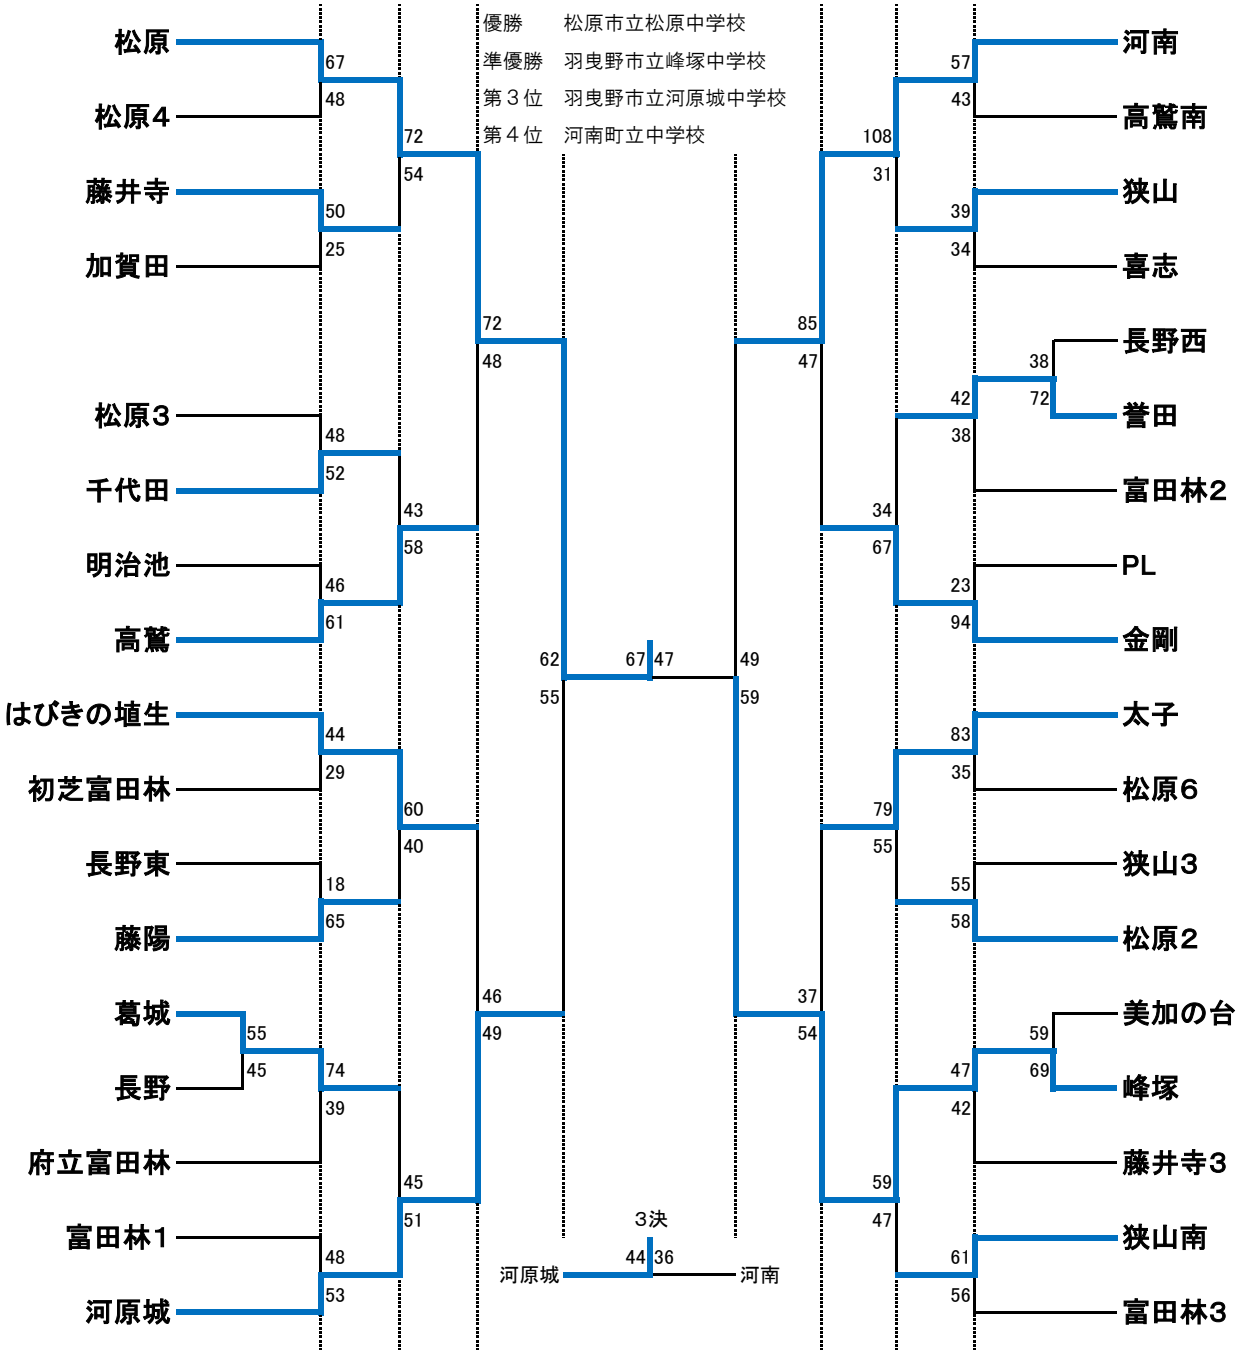 優勝 松原市立松原中学校
準優勝 羽曳野市立峰塚中学校
第3位 羽曳野市立河原城中学校
第4位 河南町立中学校
松原
67
48
松原4
72
54
藤井寺
50
25
加賀田
72
48
松原3
48
52
千代田
43
58
明治池
46
61
高鷲
62
55
はびきの埴生
44
29
初芝富田林
60
40
長野東
18
65
藤陽
46
49
葛城
55
45
長野
74
39
府立富田林
45
51
富田林1
48
53
河原城
67 47
3決
44 36
河原城 河南
河南
57
43
高鷲南
108
31
狭山
39
34
喜志
85
47
長野西
38
72
誉田
42
38
富田林2
34
67
PL
23
94
金剛
49
59
太子
83
35
松原6
79
55
狭山3
55
58
松原2
37
54
美加の台
59
69
峰塚
47
42
藤井寺3
59
47
狭山南
61
56
富田林3